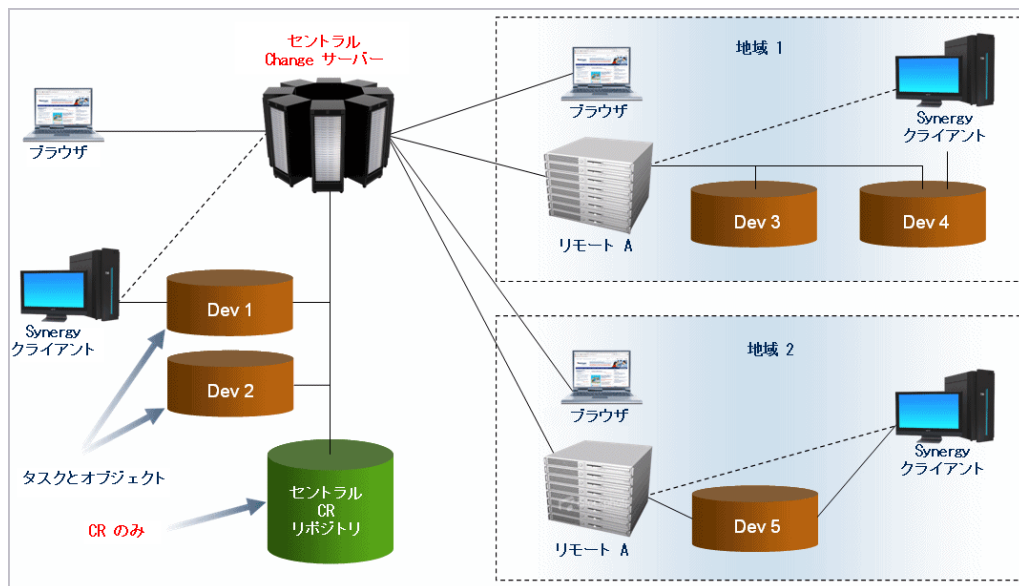 セントラル
Change サーバー
ブラウザ
Synergy
クライアント
Dev 1
Dev 2
タスクとオブジェクト
CR のみ
セントラル
CR
リポジトリ
地域 1
ブラウザ
Synergy
クライアント
リモート A
Dev 3
Dev 4
地域 2
ブラウザ
Synergy
クライアント
リモート A
Dev 5